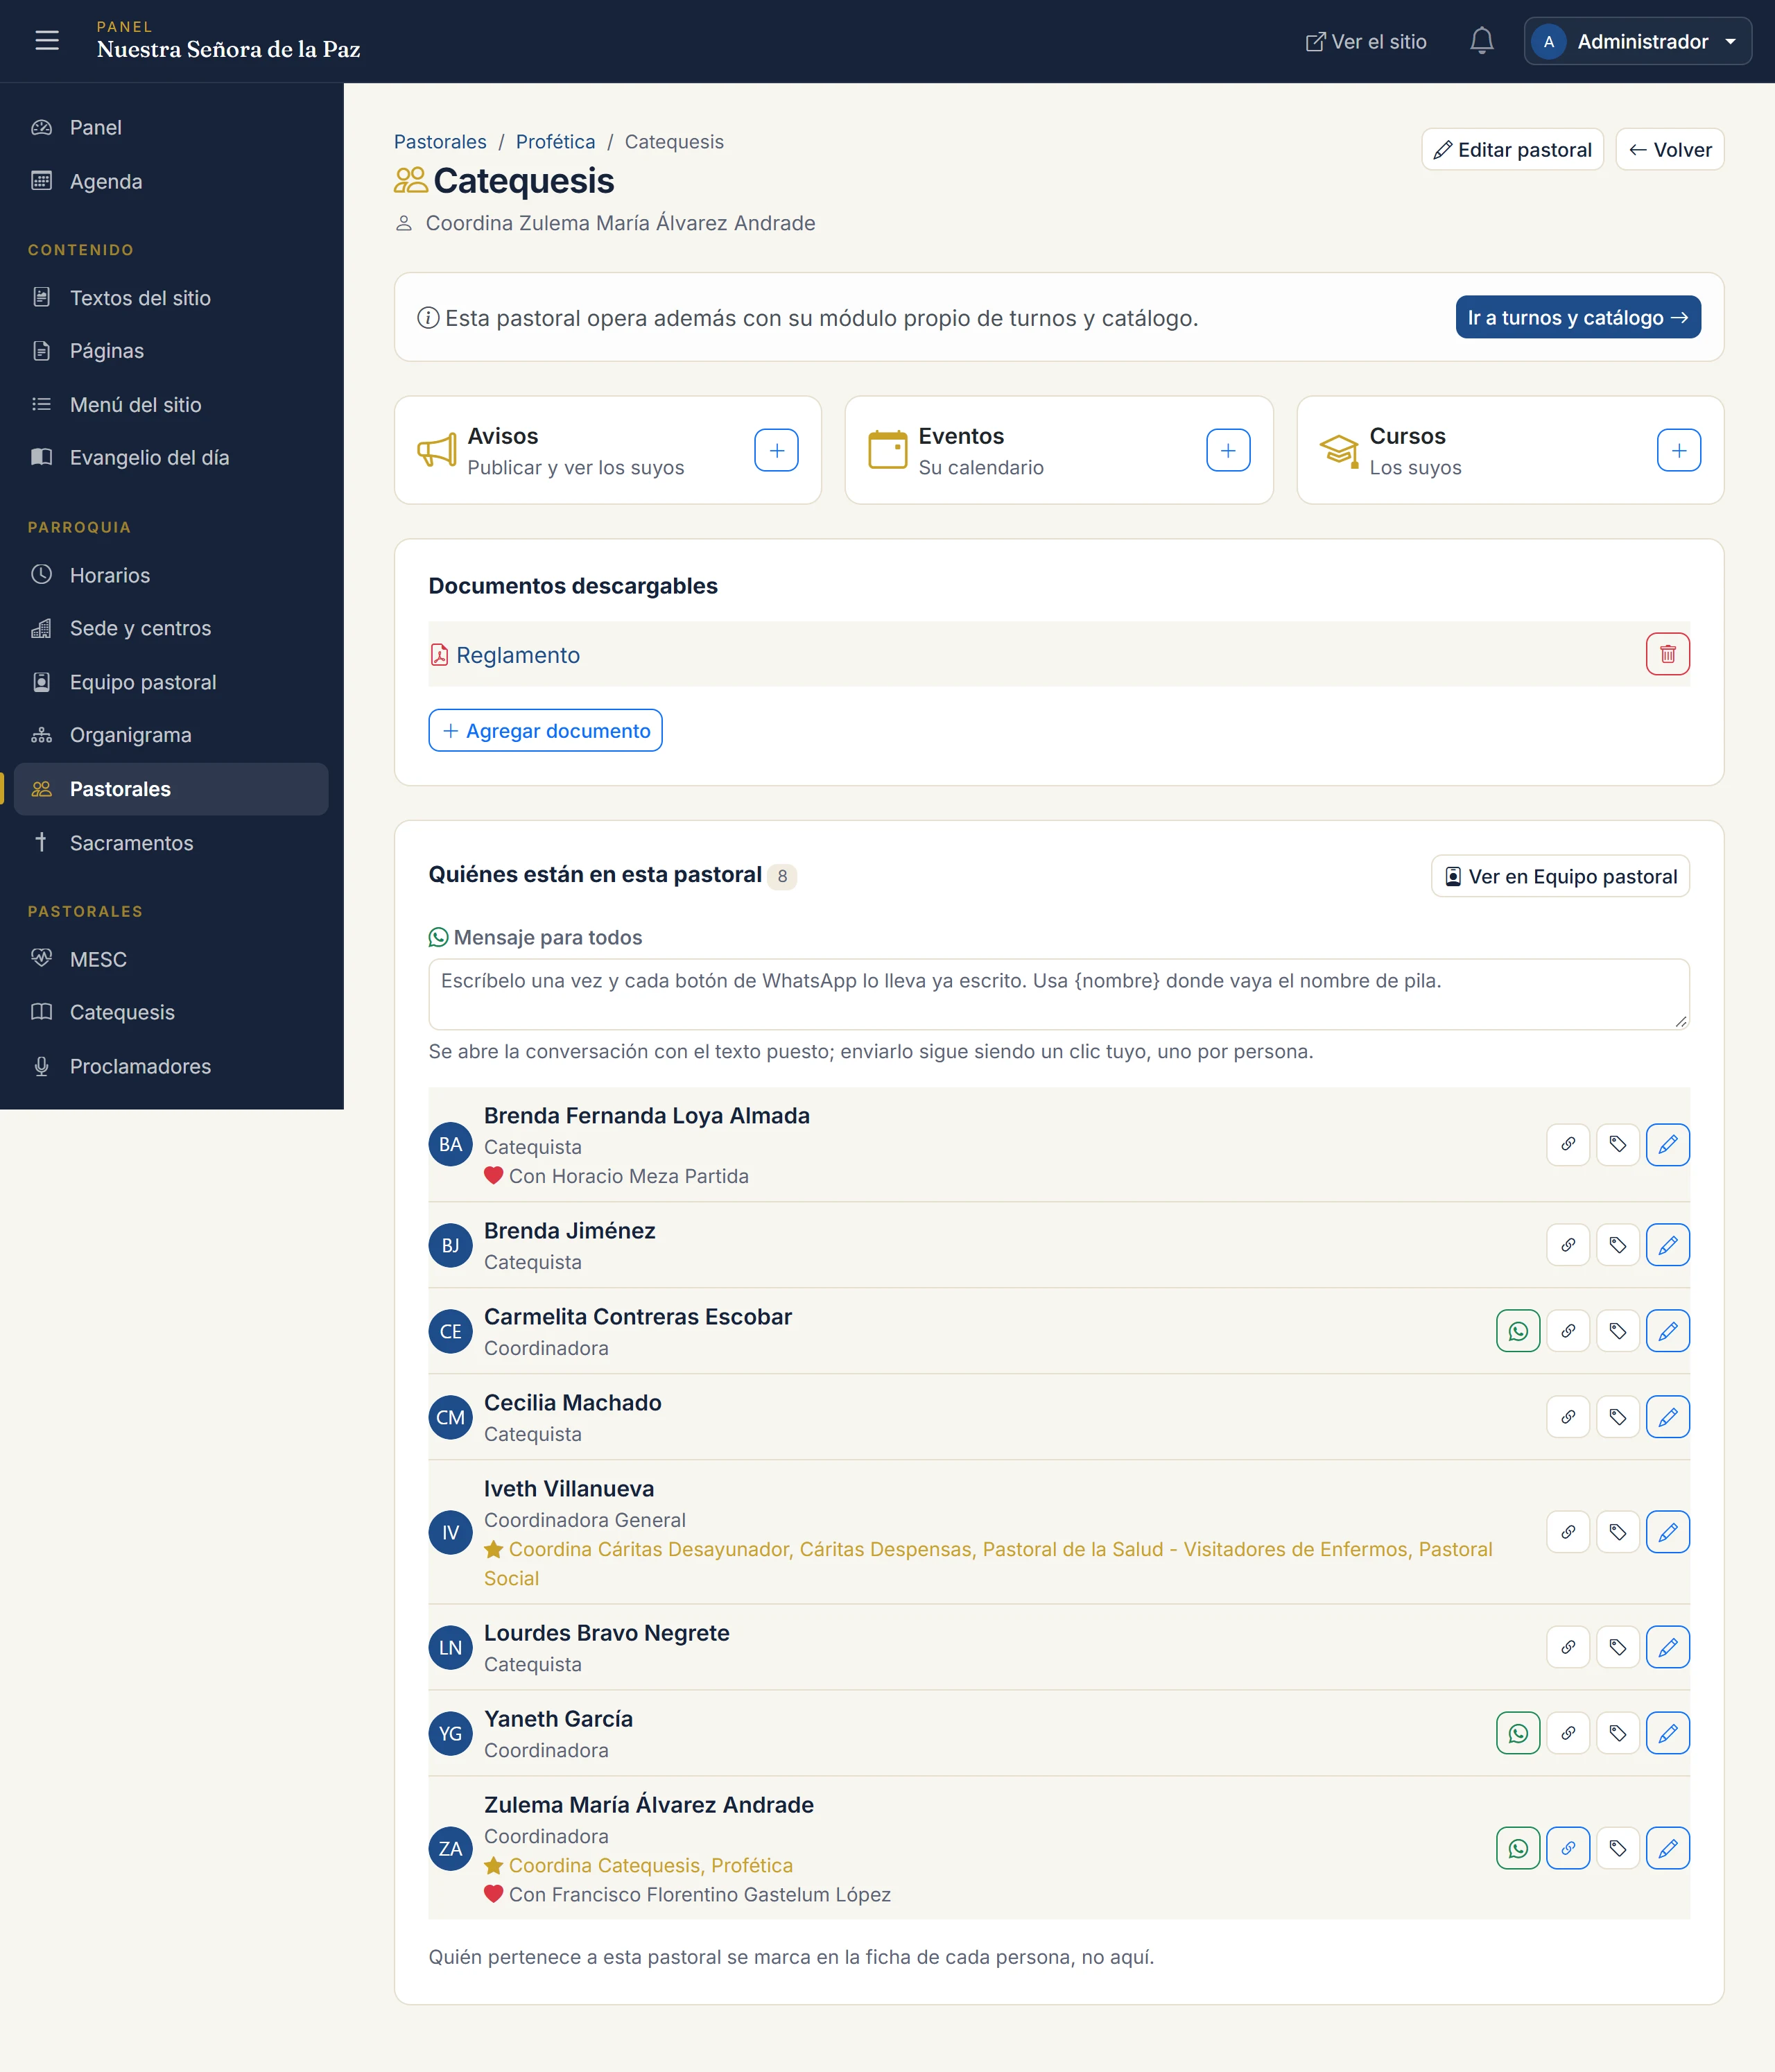 PANEL
Nuestra Señora de la Paz
Ver el sitio
A
Administrador
Panel
Agenda
CONTENIDO
Textos del sitio
Páginas
Menú del sitio
Evangelio del día
PARROQUIA
Horarios
Sede y centros
Equipo pastoral
Organigrama
Pastorales
Sacramentos
PASTORALES
MESC
Catequesis
Proclamadores
Pastorales / Profética / Catequesis
Catequesis
Coordina Zulema María Álvarez Andrade
Editar pastoral
← Volver
Esta pastoral opera además con su módulo propio de turnos y catálogo.
Ir a turnos y catálogo →
Avisos
Publicar y ver los suyos
Eventos
Su calendario
Cursos
Los suyos
Documentos descargables
Reglamento
+ Agregar documento
Quiénes están en esta pastoral 8
Ver en Equipo pastoral
Mensaje para todos
Escríbelo una vez y cada botón de WhatsApp lo lleva ya escrito. Usa {nombre} donde vaya el nombre de pila.
Se abre la conversación con el texto puesto; enviarlo sigue siendo un clic tuyo, uno por persona.
BA
Brenda Fernanda Loya Almada
Catequista
Con Horacio Meza Partida
BJ
Brenda Jiménez
Catequista
CE
Carmelita Contreras Escobar
Coordinadora
CM
Cecilia Machado
Catequista
IV
Iveth Villanueva
Coordinadora General
Coordina Cáritas Desayunador, Cáritas Despensas, Pastoral de la Salud - Visitadores de Enfermos, Pastoral
Social
LN
Lourdes Bravo Negrete
Catequista
YG
Yaneth García
Coordinadora
ZA
Zulema María Álvarez Andrade
Coordinadora
Coordina Catequesis, Profética
Con Francisco Florentino Gastelum López
Quién pertenece a esta pastoral se marca en la ficha de cada persona, no aquí.